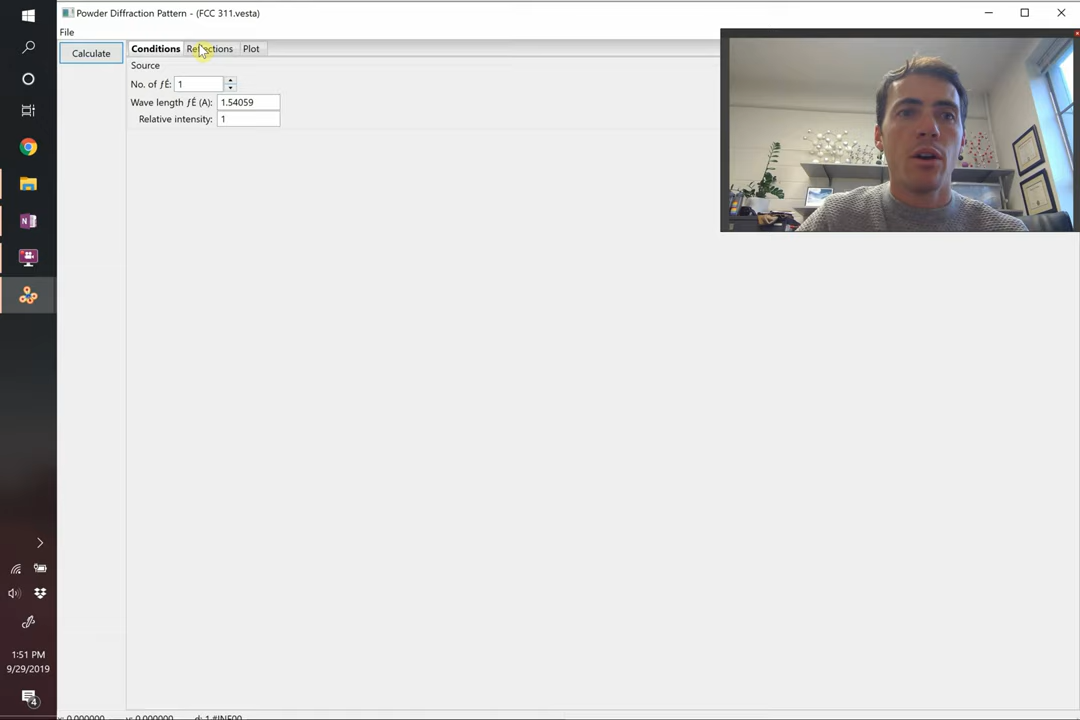 Powder Diffraction Pattern - (FCC 311.vesta)
File
Calculate
Conditions
Plot
Source
No. of ƒÉ: 1
Wave length ƒÉ (A): 1.54059
Relative intensity: 1
1:51 PM
9/29/2019
4